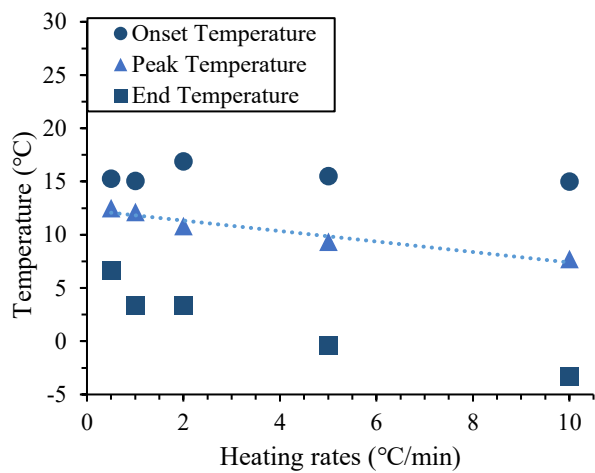 30
25
20
15
10
5
0
-5
Temperature (℃)
Onset Temperature
Peak Temperature
End Temperature
0
2
4
6
8
10
Heating rates (℃/min)